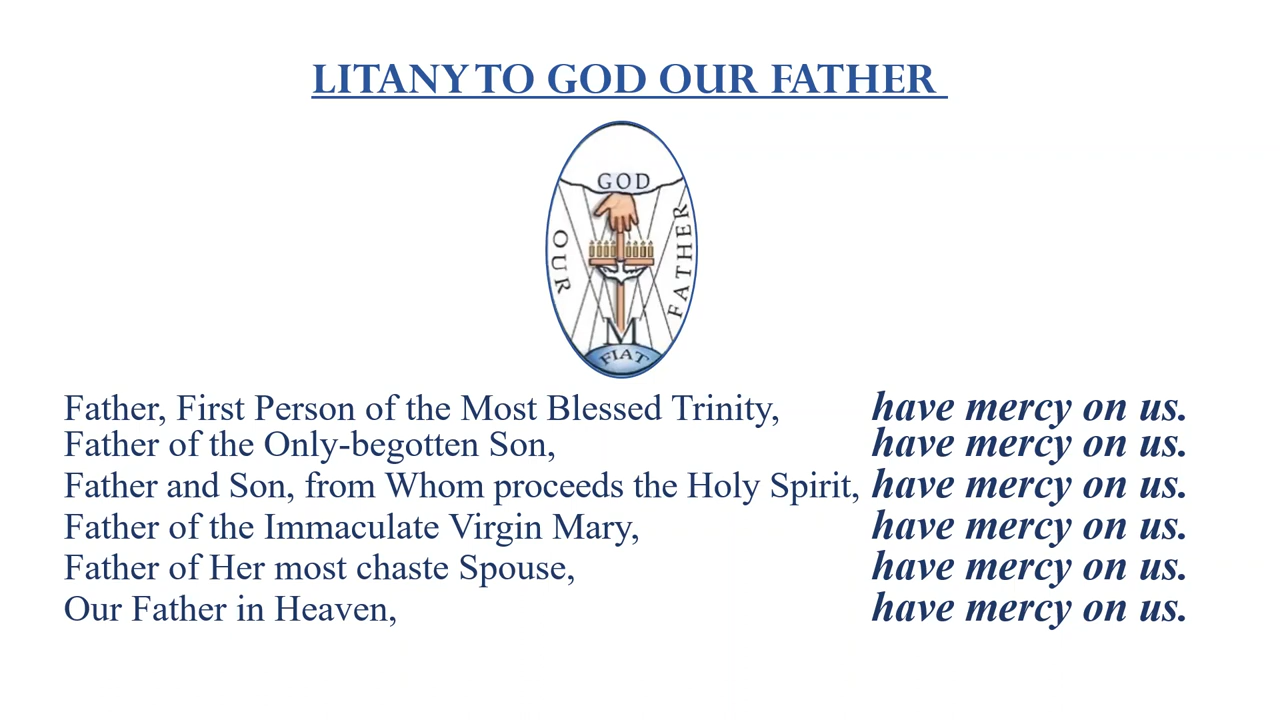 LITANY TO GOD OUR FATHER
GOD
OUR
FATHER
M
FIAT
Father, First Person of the Most Blessed Trinity, have mercy on us.
Father of the Only-begotten Son, have mercy on us.
Father and Son, from Whom proceeds the Holy Spirit, have mercy on us.
Father of the Immaculate Virgin Mary, have mercy on us.
Father of Her most chaste Spouse, have mercy on us.
Our Father in Heaven, have mercy on us.